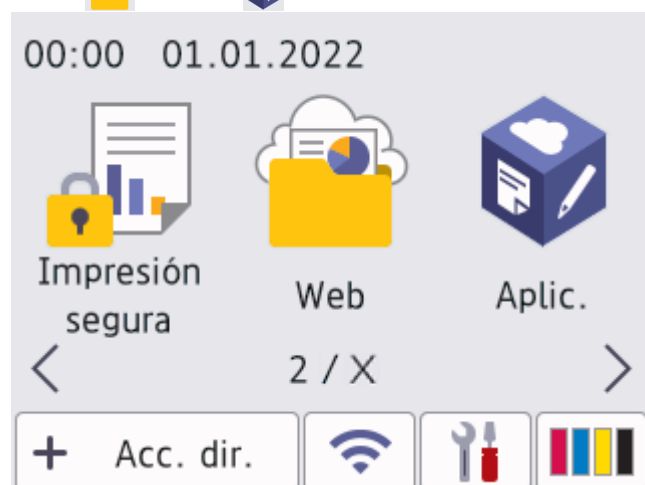 00:00 01.01.2022
Impresión
segura
Web
Aplic.
2 / X
+ Acc. dir.